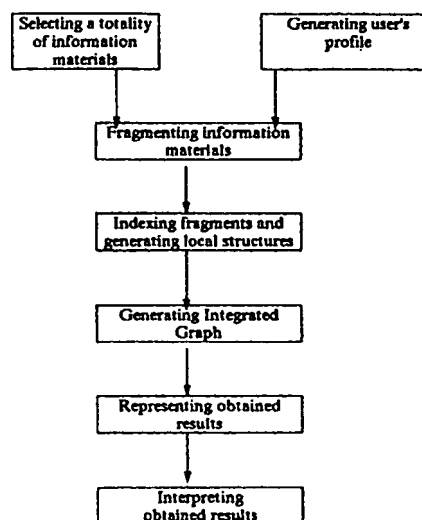 Selecting a totality
of information
materials
Generating user's
profile
Fragmenting information
materials
Indexing fragments and
generating local structures
Generating Integrated
Graph
Representing obtained
results
Interpreting
obtained results